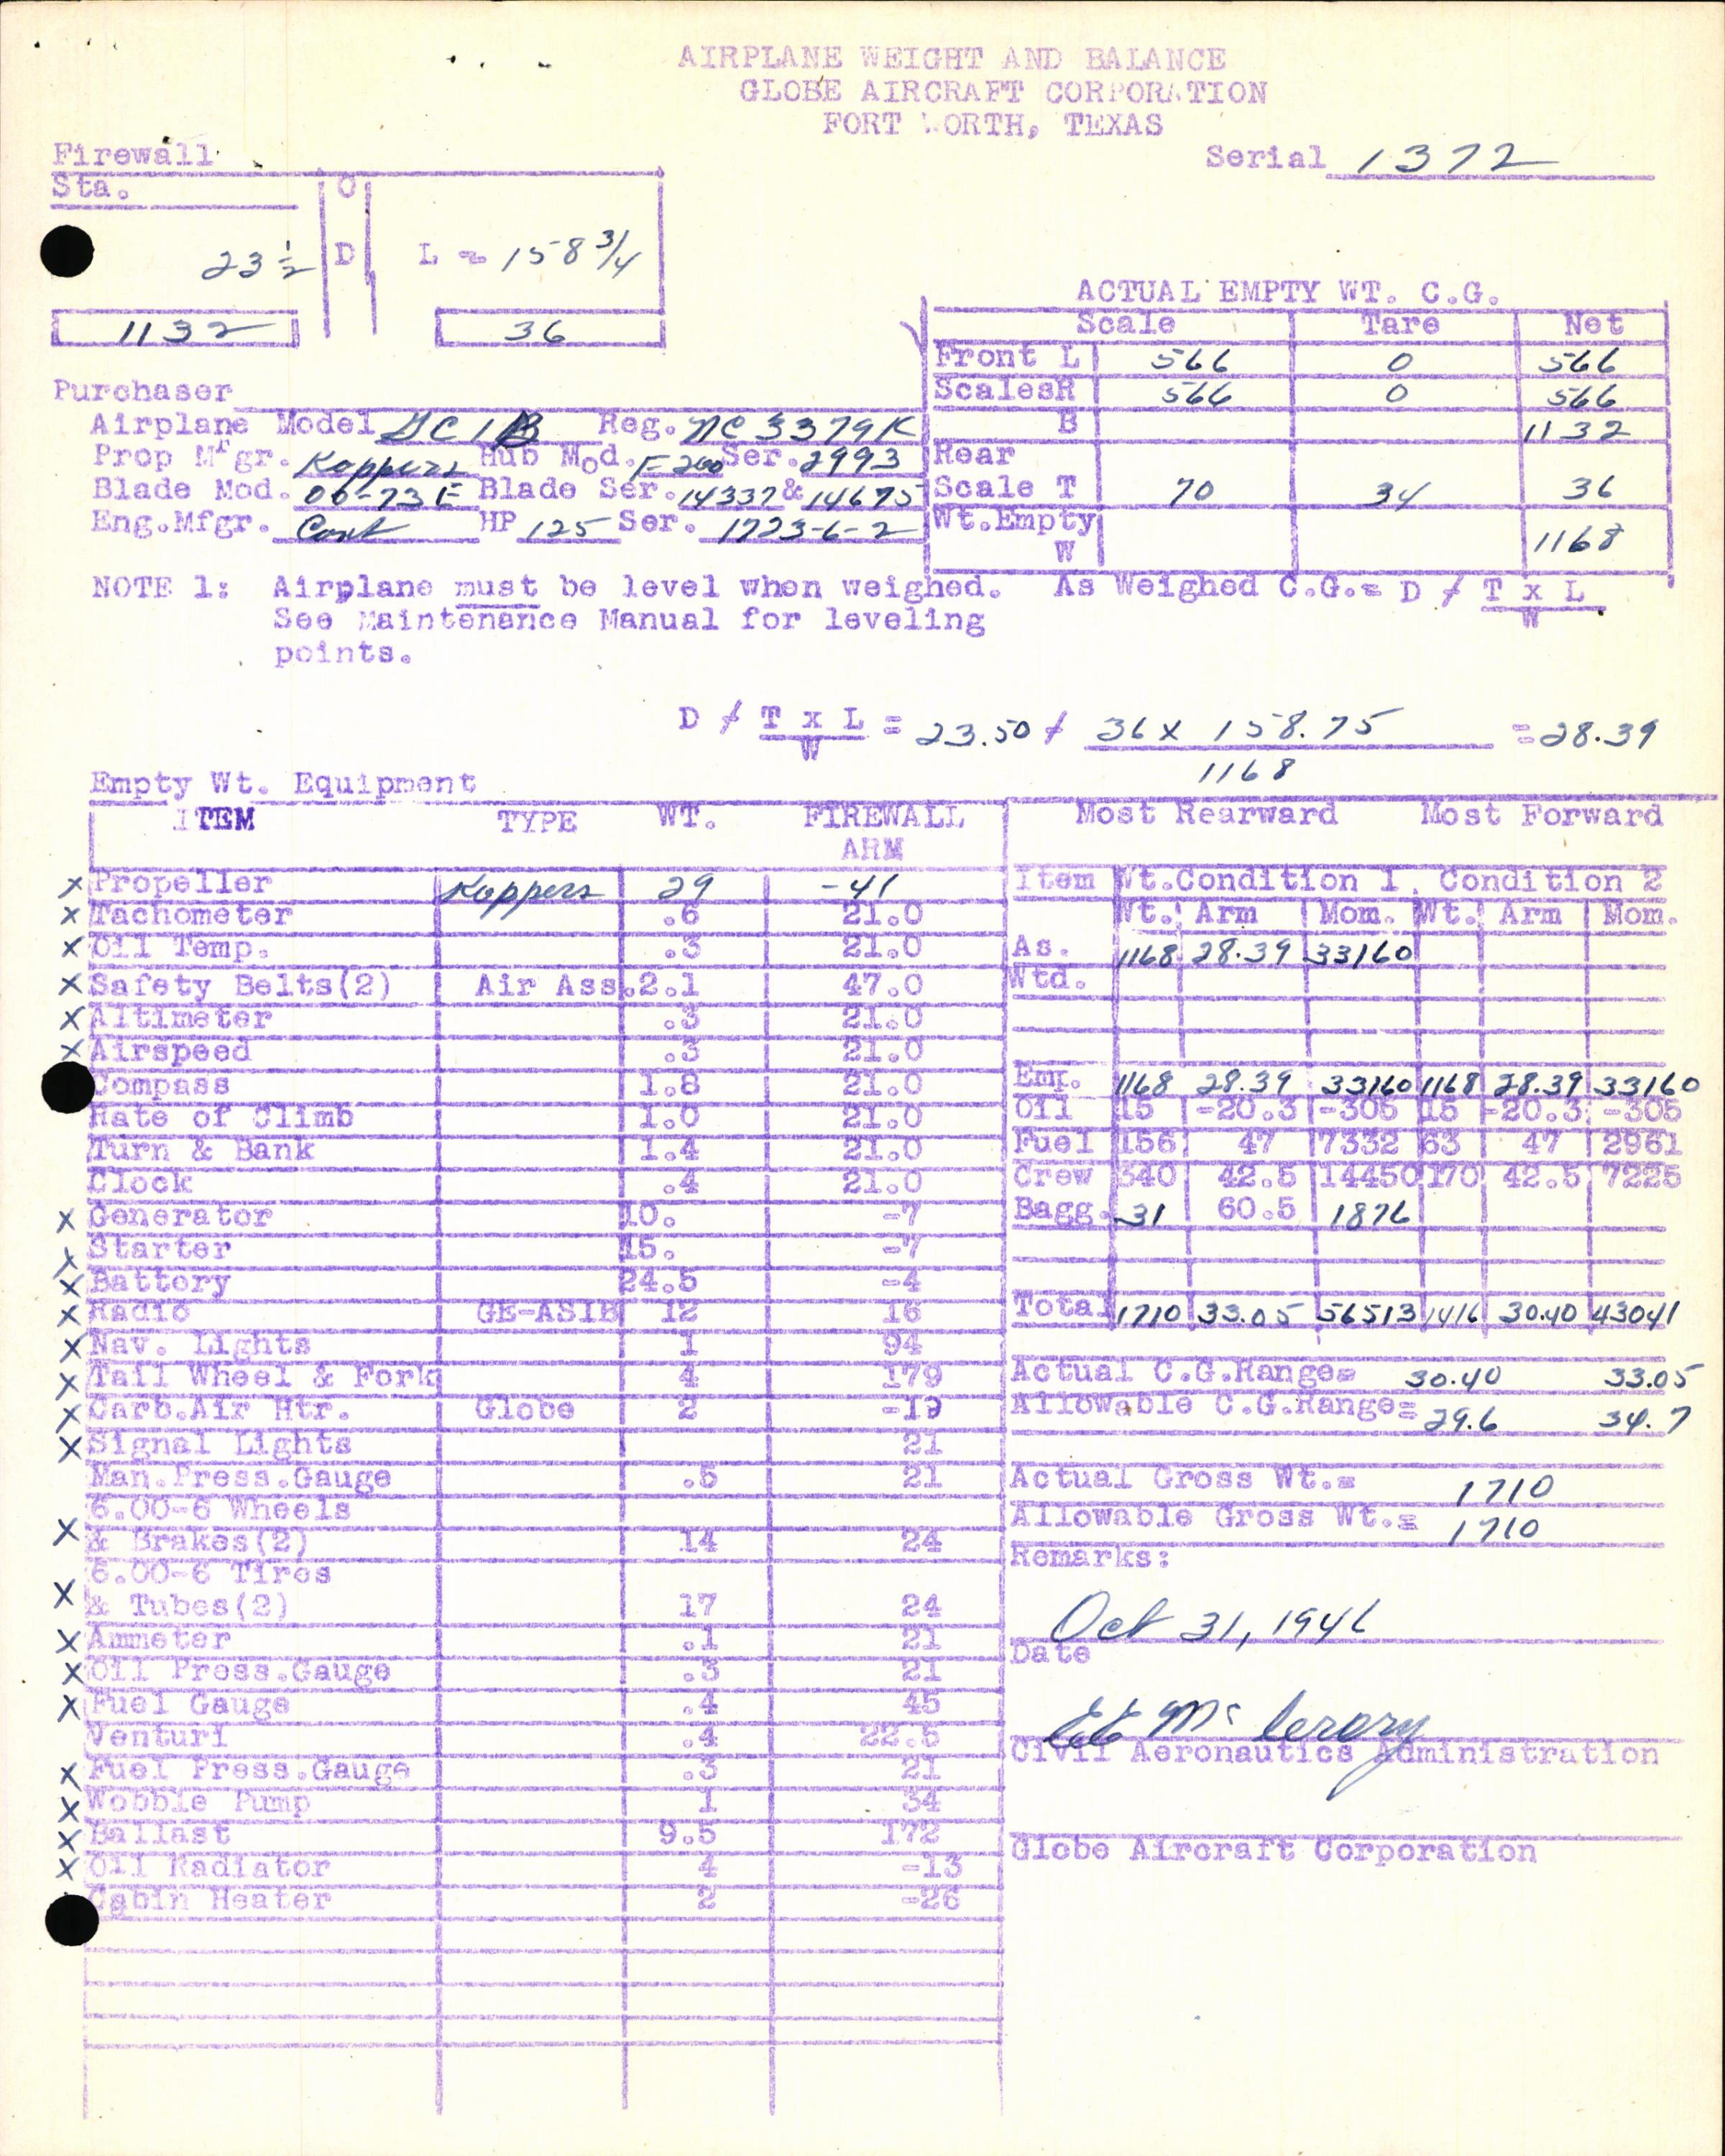 AIRPLANE WEIGHT AND BALANCE
GLOBE AIRCRAFT CORPORATION
FORT WORTH, TEXAS
Serial 1372
Firewall
Sta. O
23 1/2 D L = 158 3/4
1132 36
ACTUAL EMPTY WT. C.G.
Scale Tare Net
Front L 566 0 566
Scales R 566 0 566
B 1132
Rear
Scale T 70 34 36
Wt. Empty
W 1168
Purchaser
Airplane Model GC1B Reg. NC 3379K
Prop Mfgr. Koppers Hub Mod. F200 Ser. 2993
Blade Mod. 00-73E Blade Ser. 14337 & 14675
Eng.Mfgr. Cont HP 125 Ser. 1723-6-2
NOTE 1: Airplane must be level when weighed. As Weighed C.G.= D / T x L
W
See Maintenance Manual for leveling
points.
D / T x L = 23.50 / 36 x 158.75 = 28.39
W 1168
Empty Wt. Equipment
ITEM TYPE WT. FIREWALL
ARM
X Propeller Koppers 29 -41
X Tachometer .6 21.0
X Oil Temp. .3 21.0
X Safety Belts(2) Air Ass. 2.1 47.0
X Altimeter .3 21.0
X Airspeed .3 21.0
Compass 1.8 21.0
Rate of Climb 1.0 21.0
Turn & Bank 1.4 21.0
Clock .4 21.0
X Generator 10. -7
X Starter 15. -7
X Battery 24.5 -4
X Radio GE-AS1B 12 16
X Nav. Lights 1 94
X Tail Wheel & Fork 4 179
X Carb.Air Htr. Globe 2 -19
X Signal Lights 21
Man.Press.Gauge .5 21
6.00-6 Wheels
X & Brakes(2) 14 24
6.00-6 Tires
X & Tubes(2) 17 24
X Ammeter .1 21
X Oil Press.Gauge .3 21
X Fuel Gauge .4 45
Venturi .4 22.5
X Fuel Press.Gauge .3 21
X Wobble Pump 1 34
X Ballast 9.5 172
X Oil Radiator 4 -13
Cabin Heater 2 -26
Most Rearward Most Forward
Item Wt.Condition 1. Condition 2
Wt. Arm Mom. Wt. Arm Mom.
As. 1168 28.39 33160
Wtd.
Emp. 1168 28.39 33160 1168 28.39 33160
Oil 15 -20.3 -305 15 -20.3 -305
Fuel 156 47 7332 63 47 2961
Crew 340 42.5 14450 170 42.5 7225
Bagg. 31 60.5 1876
Total 1710 33.05 56513 1416 30.40 43041
Actual C.G.Range= 30.40 33.05
Allowable C.G.Range= 29.6 34.7
Actual Gross Wt.= 1710
Allowable Gross Wt.= 1710
Remarks:
Oct 31, 1946
Date
Civil Aeronautics Administration
Globe Aircraft Corporation